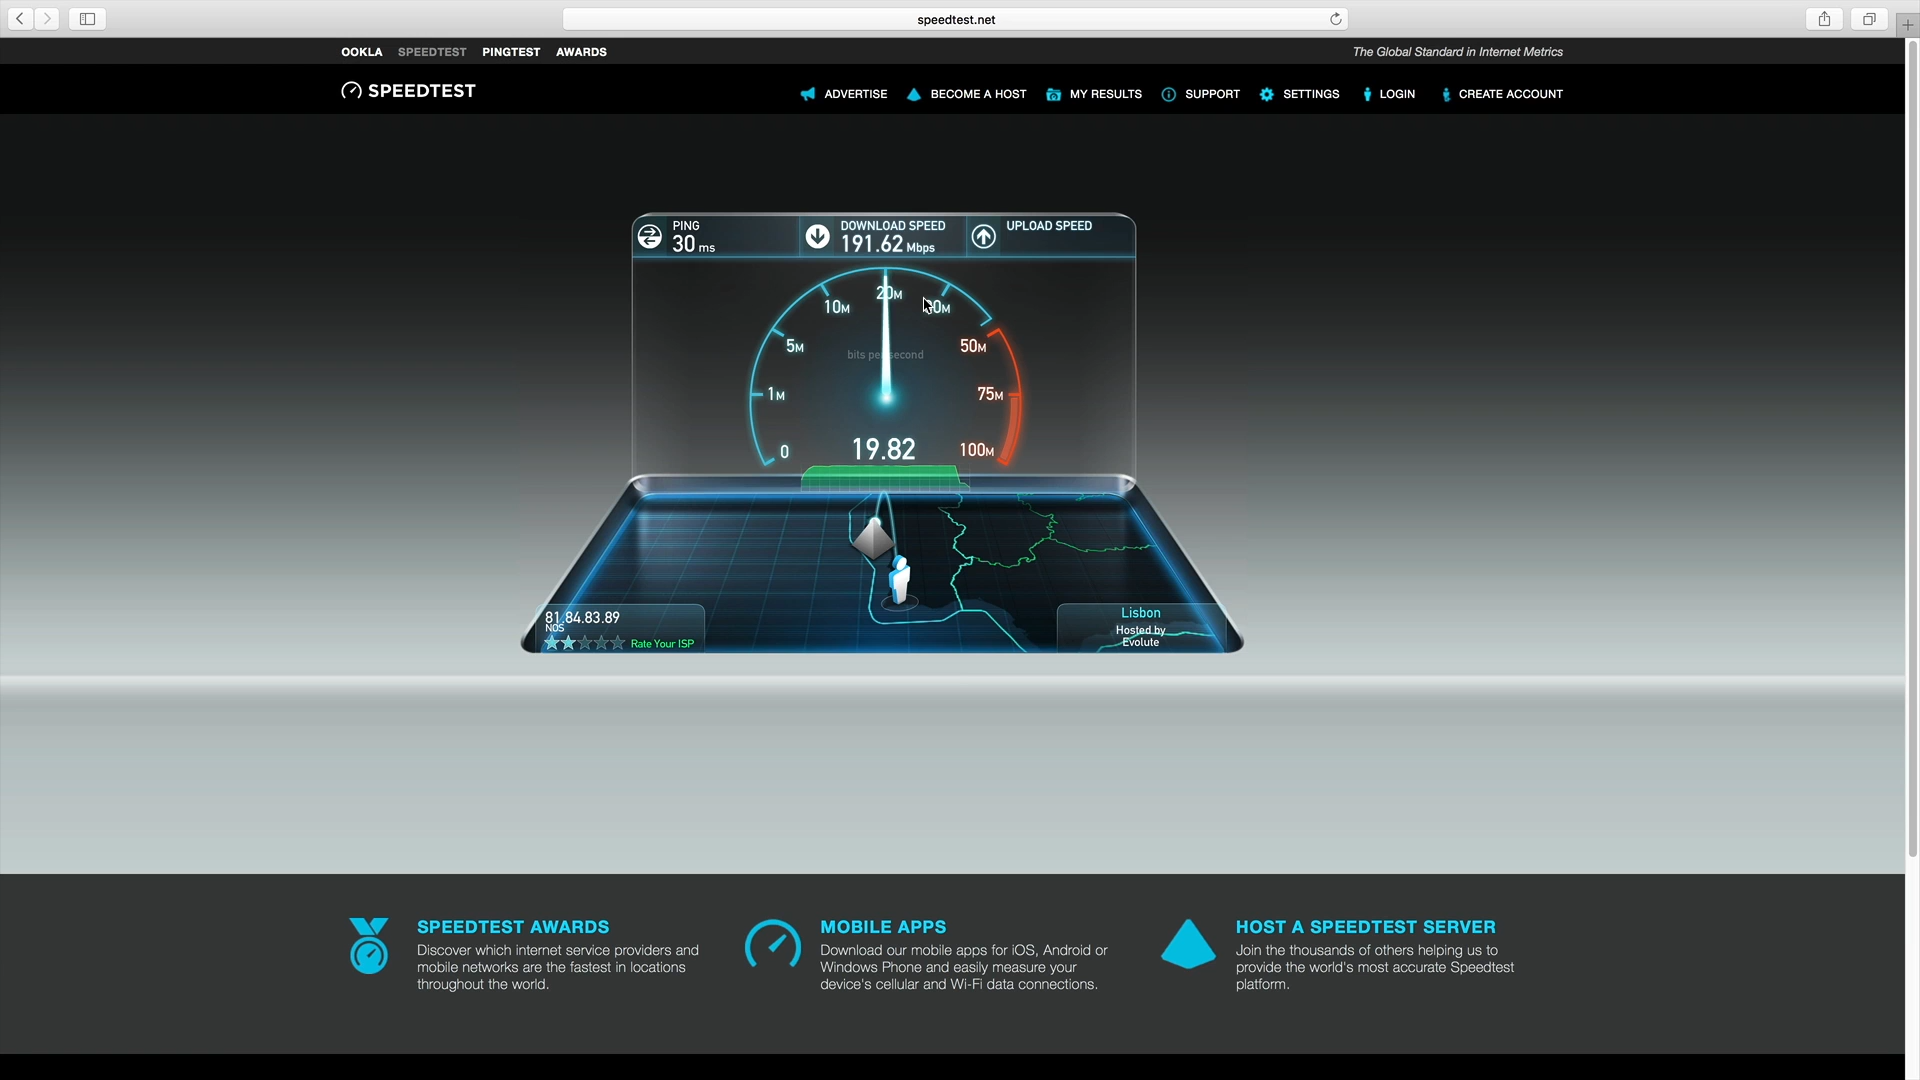 speedtest.net
OOKLA SPEEDTEST PINGTEST AWARDS
The Global Standard in Internet Metrics
SPEEDTEST
ADVERTISE BECOME A HOST MY RESULTS SUPPORT SETTINGS LOGIN CREATE ACCOUNT
PING
30 ms
DOWNLOAD SPEED
191.62 Mbps
UPLOAD SPEED
20M
10M
5M
50M
bits per second
1M
75M
0
19.82
100M
81.84.83.89
NOS
Rate Your ISP
Lisbon
Hosted by
Evolute
SPEEDTEST AWARDS
Discover which internet service providers and
mobile networks are the fastest in locations
throughout the world.
MOBILE APPS
Download our mobile apps for iOS, Android or
Windows Phone and easily measure your
device's cellular and Wi-Fi data connections.
HOST A SPEEDTEST SERVER
Join the thousands of others helping us to
provide the world's most accurate Speedtest
platform.